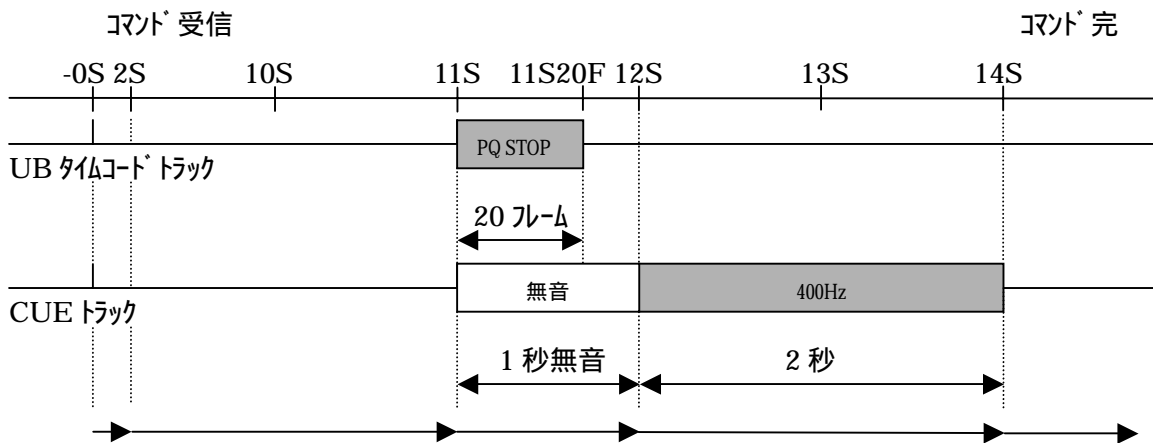 ｺﾏﾝﾄﾞ 受信 ｺﾏﾝﾄﾞ 完
-0S 2S 10S 11S 11S20F 12S 13S 14S
PQ STOP
UB ﾀｲﾑｺｰﾄﾞ ﾄﾗｯｸ
20 ﾌﾚｰﾑ
無音 400Hz
CUE ﾄﾗｯｸ
1 秒無音 2 秒